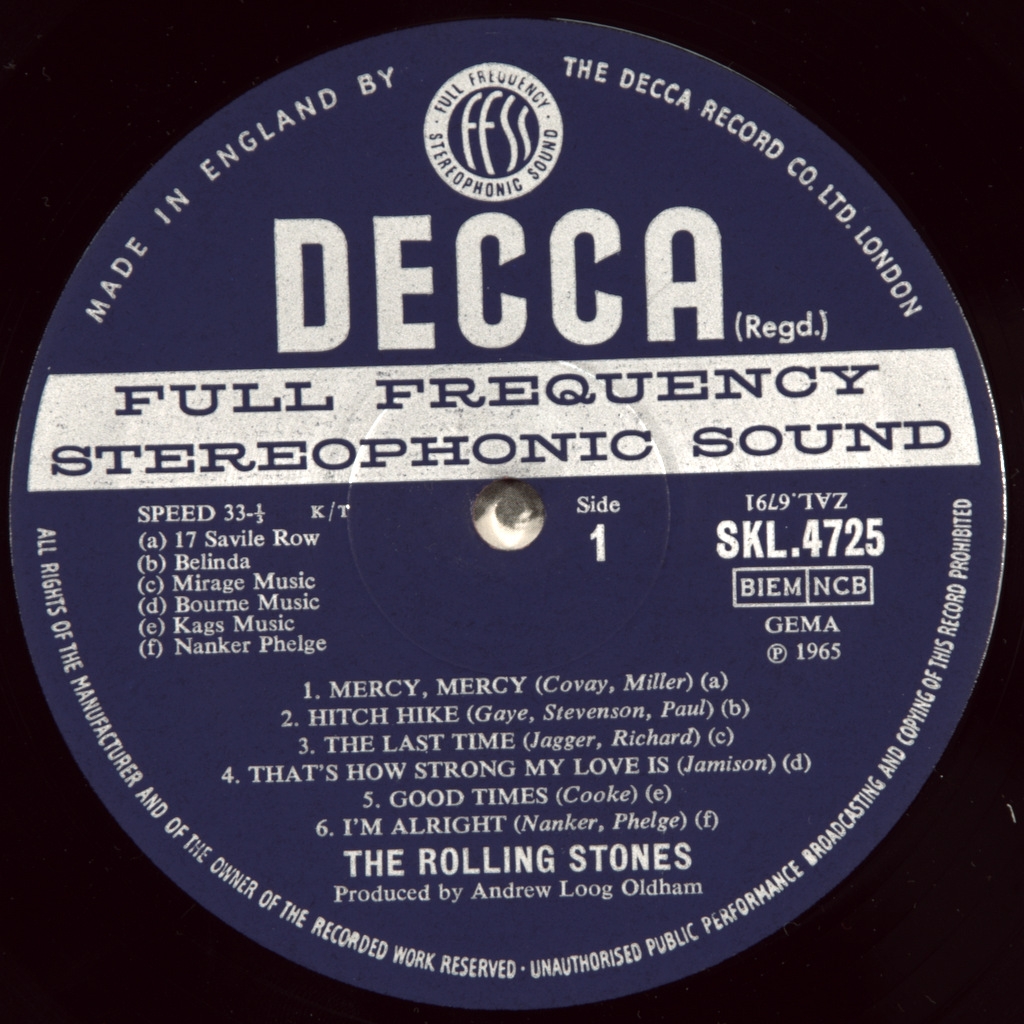 MADE IN ENGLAND BY
THE DECCA RECORD CO. LTD. LONDON
FULL FREQUENCY
STEREOPHONIC SOUND
FFSS
DECCA (Regd.)
FULL FREQUENCY
STEREOPHONIC SOUND
SPEED 33-⅓ K/T
(a) 17 Savile Row
(b) Belinda
(c) Mirage Music
(d) Bourne Music
(e) Kags Music
(f) Nanker Phelge
Side
1
ZAL.6791
SKL.4725
BIEM NCB
GEMA
℗ 1965
1. MERCY, MERCY (Covay, Miller) (a)
2. HITCH HIKE (Gaye, Stevenson, Paul) (b)
3. THE LAST TIME (Jagger, Richard) (c)
4. THAT'S HOW STRONG MY LOVE IS (Jamison) (d)
5. GOOD TIMES (Cooke) (e)
6. I'M ALRIGHT (Nanker, Phelge) (f)
THE ROLLING STONES
Produced by Andrew Loog Oldham
ALL RIGHTS OF THE MANUFACTURER AND OF THE OWNER OF THE RECORDED WORK RESERVED · UNAUTHORISED PUBLIC PERFORMANCE BROADCASTING AND COPYING OF THIS RECORD PROHIBITED